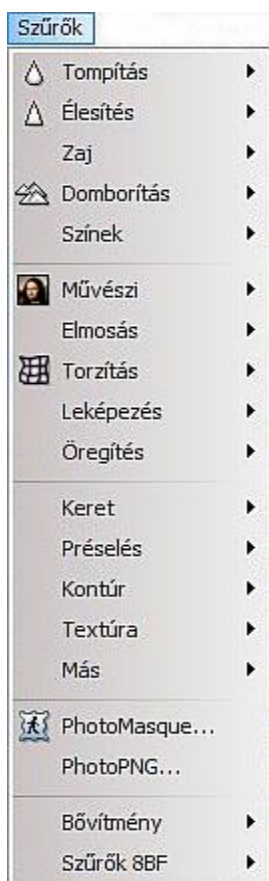 Szűrők
Tompítás
Élesítés
Zaj
Domborítás
Színek
Művészi
Elmosás
Torzítás
Leképezés
Öregítés
Keret
Préselés
Kontúr
Textúra
Más
PhotoMasque...
PhotoPNG...
Bővítmény
Szűrők 8BF